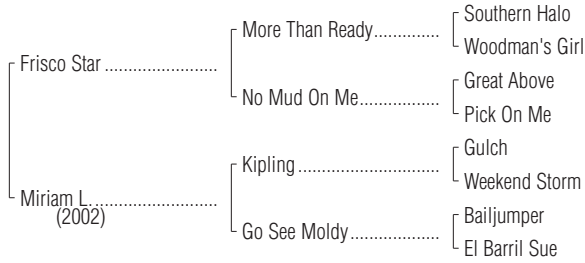 Southern Halo
More Than Ready..............
Woodman's Girl
Frisco Star ........................
Great Above
No Mud On Me.................
Pick On Me
Gulch
Kipling ..............................
Weekend Storm
Miriam L. ..........................
(2002)
Bailjumper
Go See Moldy...................
El Barril Sue